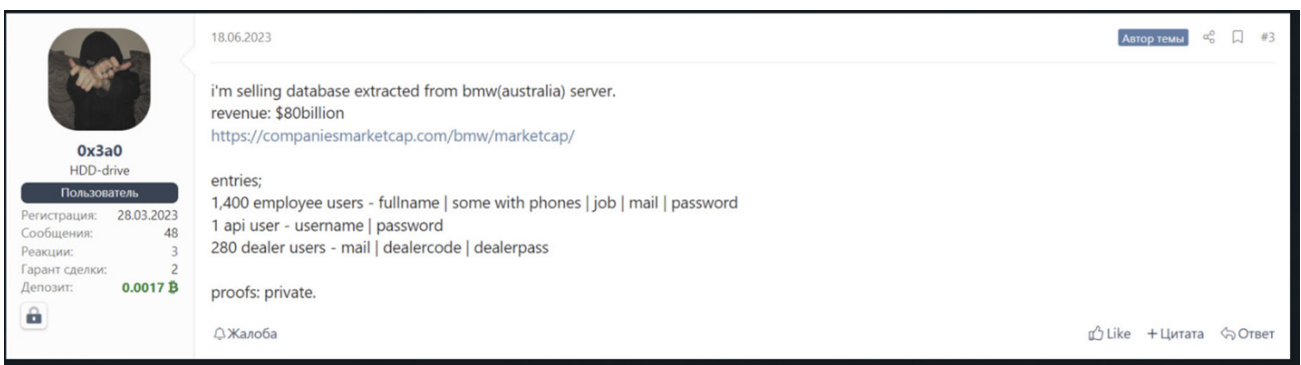 18.06.2023
Автор темы
#3
i'm selling database extracted from bmw(australia) server.
revenue: $80billion
https://companiesmarketcap.com/bmw/marketcap/
entries;
1,400 employee users - fullname | some with phones | job | mail | password
1 api user - username | password
280 dealer users - mail | dealercode | dealerpass
proofs: private.
0x3a0
HDD-drive
Пользователь
Регистрация: 28.03.2023
Сообщения: 48
Реакции: 3
Гарант сделки: 2
Депозит: 0.0017 ₿
Жалоба
Like +Цитата Ответ